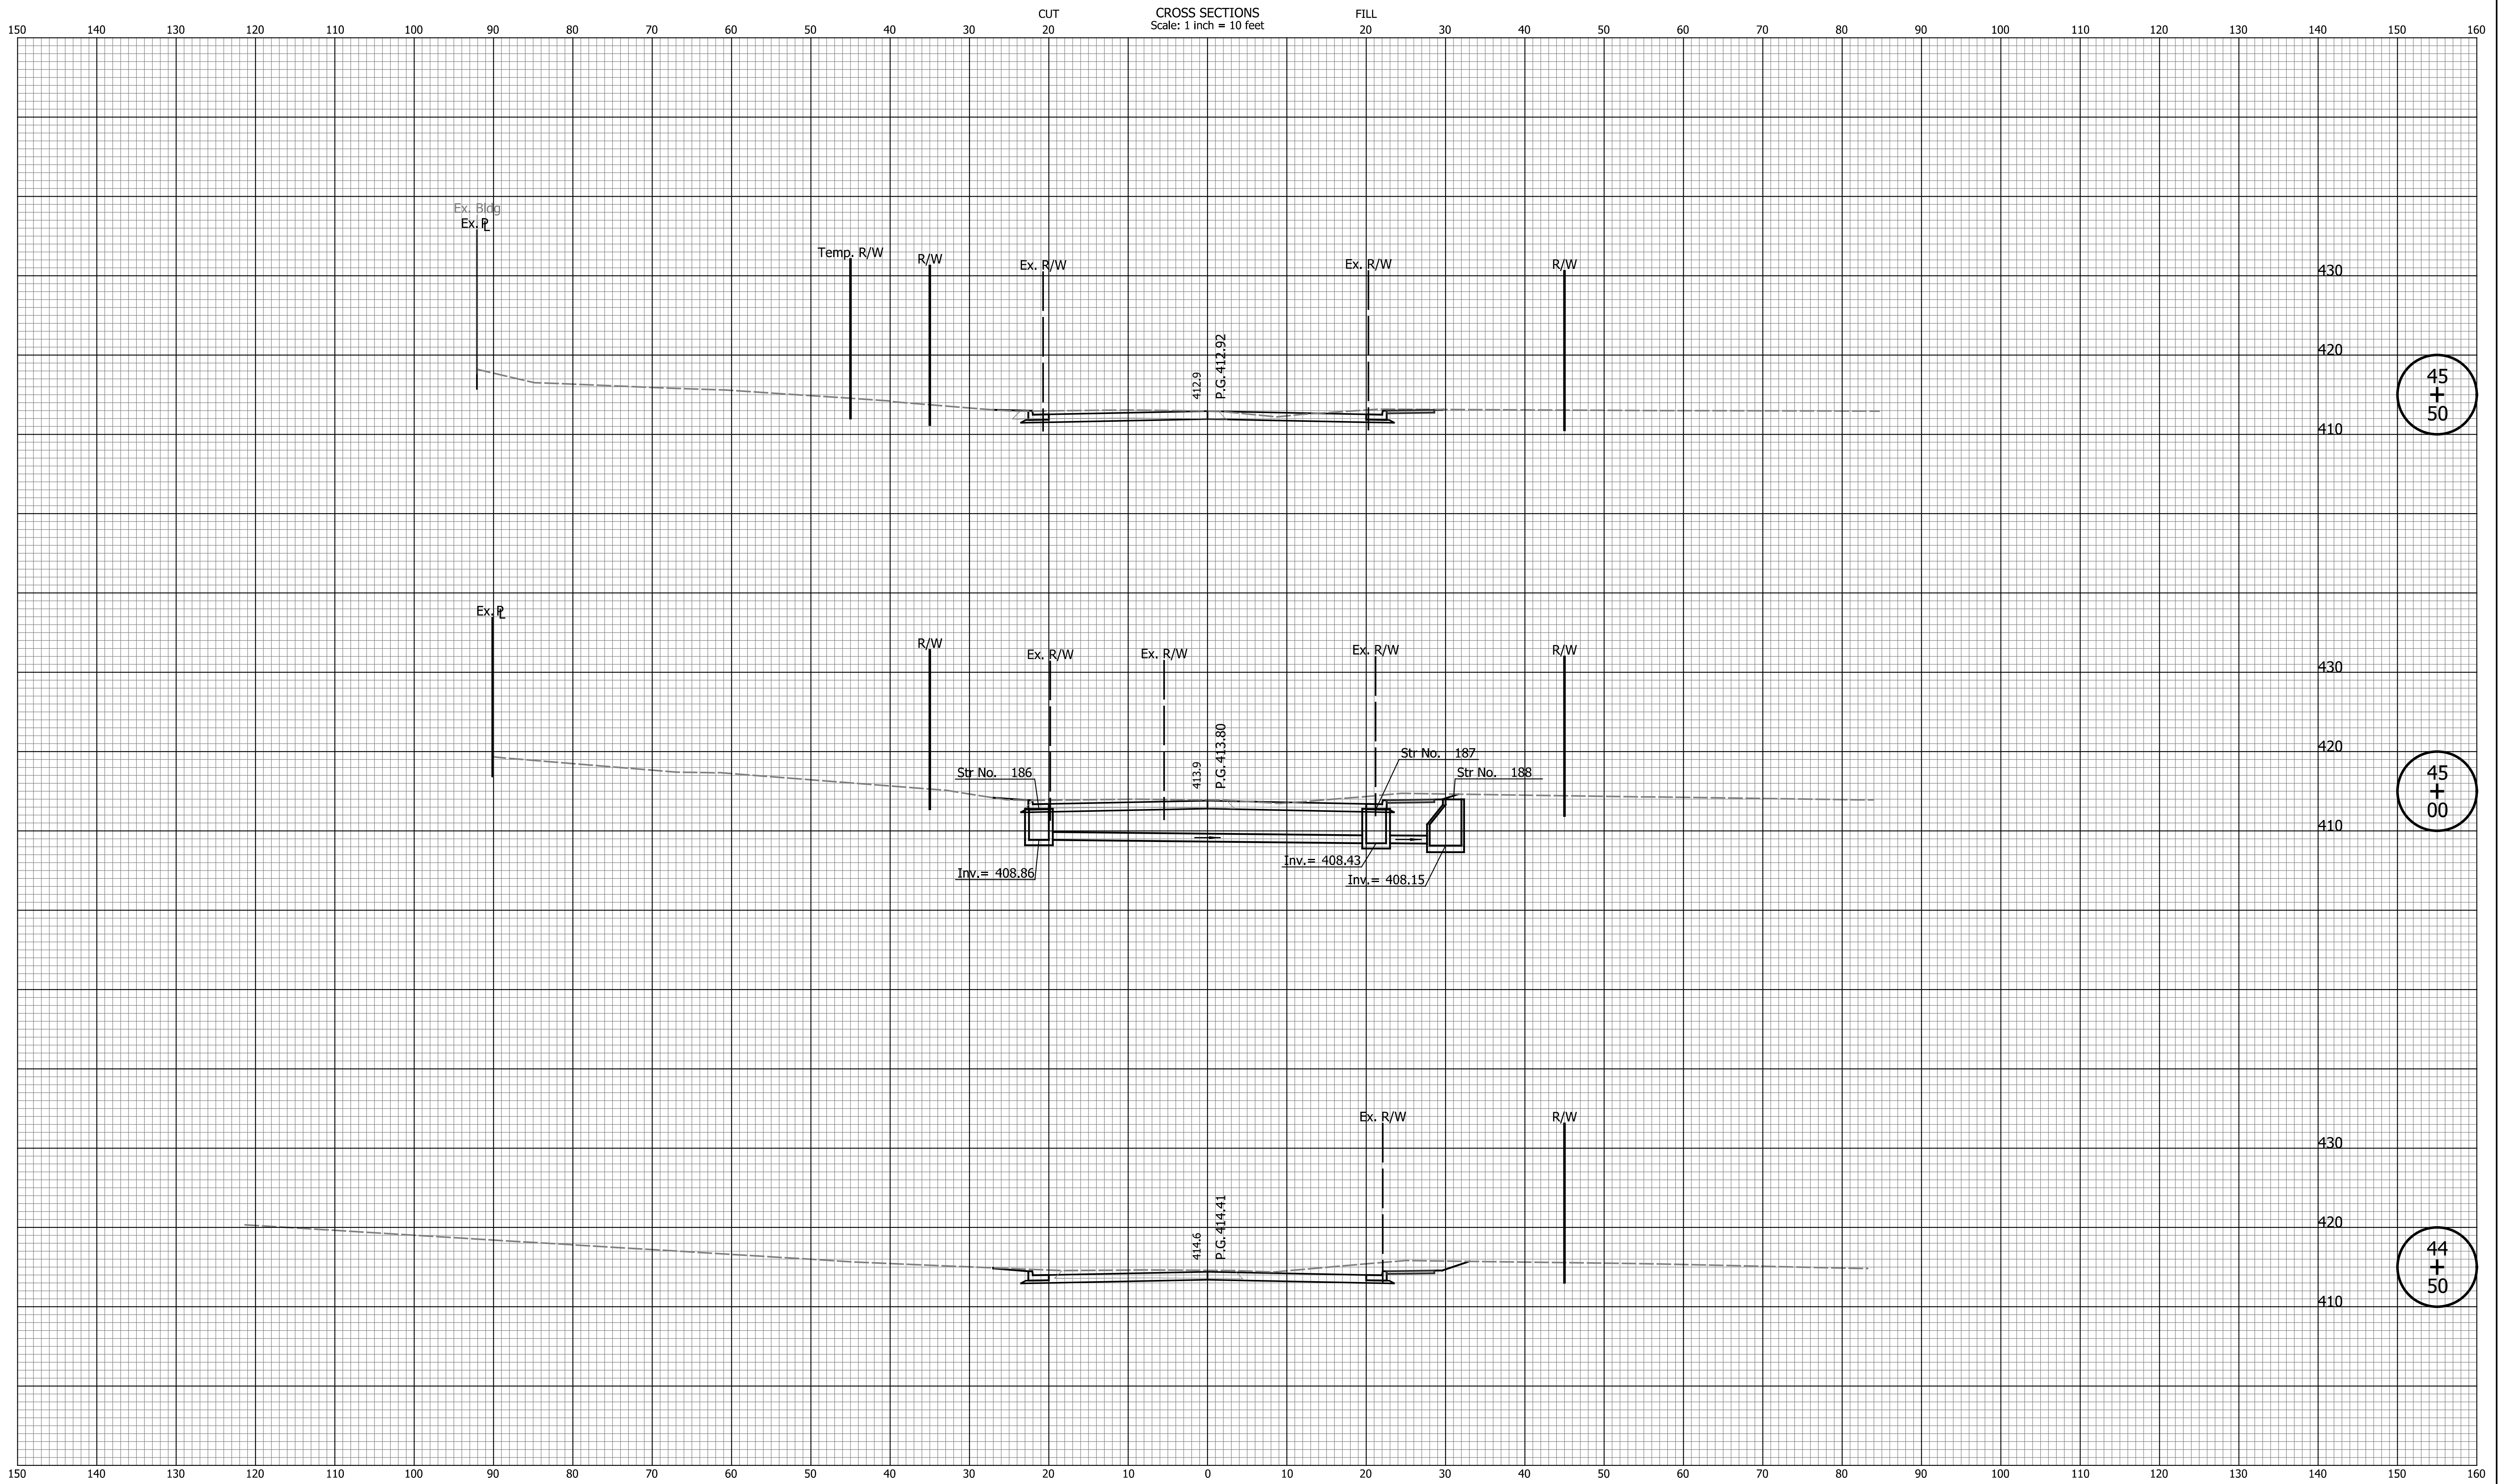 CUT CROSS SECTIONS FILL
Scale: 1 inch = 10 feet
150 140 130 120 110 100 90 80 70 60 50 40 30 20 10 0 10 20 30 40 50 60 70 80 90 100 110 120 130 140 150 160
Ex. Bldg
Ex. PL
Temp. R/W
R/W
Ex. R/W
Ex. R/W
R/W
412.9
P.G. 412.92
430
420
410
45
+
50
Ex. PL
R/W
Ex. R/W
Ex. R/W
Ex. R/W
R/W
413.9
P.G. 413.80
Str No. 186
Str No. 187
Str No. 188
Inv.= 408.86
Inv.= 408.43
Inv.= 408.15
430
420
410
45
+
00
Ex. R/W
R/W
414.6
P.G. 414.41
430
420
410
44
+
50
150 140 130 120 110 100 90 80 70 60 50 40 30 20 10 0 10 20 30 40 50 60 70 80 90 100 110 120 130 140 150 160